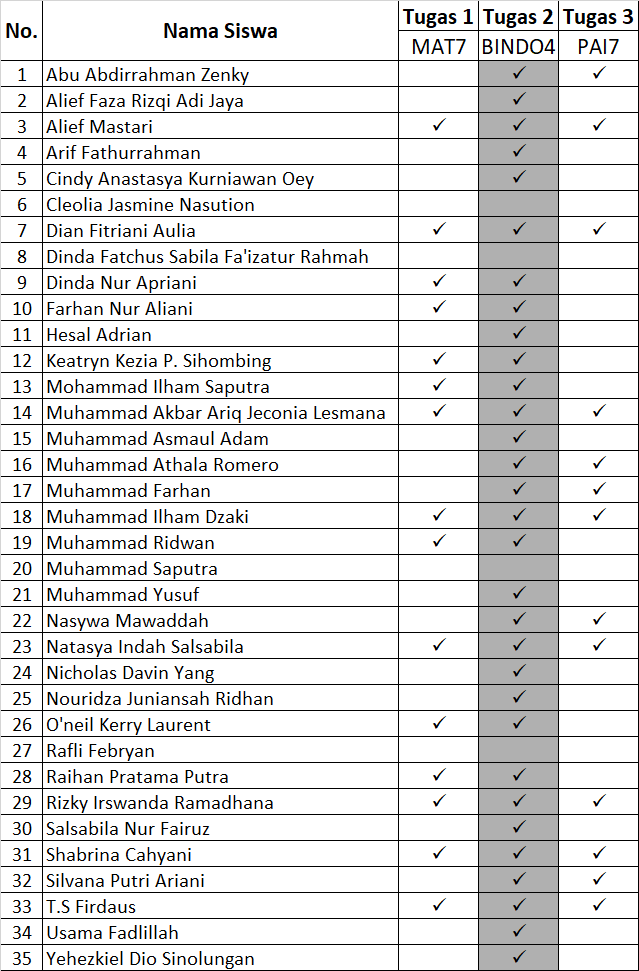 No. Nama Siswa Tugas 1 Tugas 2 Tugas 3
MAT7 BINDO4 PAI7
1 Abu Abdirrahman Zenky ✓ ✓
2 Alief Faza Rizqi Adi Jaya ✓
3 Alief Mastari ✓ ✓ ✓
4 Arif Fathurrahman ✓
5 Cindy Anastasya Kurniawan Oey ✓
6 Cleolia Jasmine Nasution
7 Dian Fitriani Aulia ✓ ✓ ✓
8 Dinda Fatchus Sabila Fa'izatur Rahmah
9 Dinda Nur Apriani ✓ ✓
10 Farhan Nur Aliani ✓ ✓
11 Hesal Adrian ✓
12 Keatryn Kezia P. Sihombing ✓ ✓
13 Mohammad Ilham Saputra ✓ ✓
14 Muhammad Akbar Ariq Jeconia Lesmana ✓ ✓ ✓
15 Muhammad Asmaul Adam ✓
16 Muhammad Athala Romero ✓ ✓
17 Muhammad Farhan ✓ ✓
18 Muhammad Ilham Dzaki ✓ ✓ ✓
19 Muhammad Ridwan ✓ ✓
20 Muhammad Saputra
21 Muhammad Yusuf ✓
22 Nasywa Mawaddah ✓ ✓
23 Natasya Indah Salsabila ✓ ✓ ✓
24 Nicholas Davin Yang ✓
25 Nouridza Juniansah Ridhan ✓
26 O'neil Kerry Laurent ✓ ✓
27 Rafli Febryan
28 Raihan Pratama Putra ✓ ✓
29 Rizky Irswanda Ramadhana ✓ ✓ ✓
30 Salsabila Nur Fairuz ✓
31 Shabrina Cahyani ✓ ✓ ✓
32 Silvana Putri Ariani ✓ ✓
33 T.S Firdaus ✓ ✓ ✓
34 Usama Fadlillah ✓
35 Yehezkiel Dio Sinolungan ✓